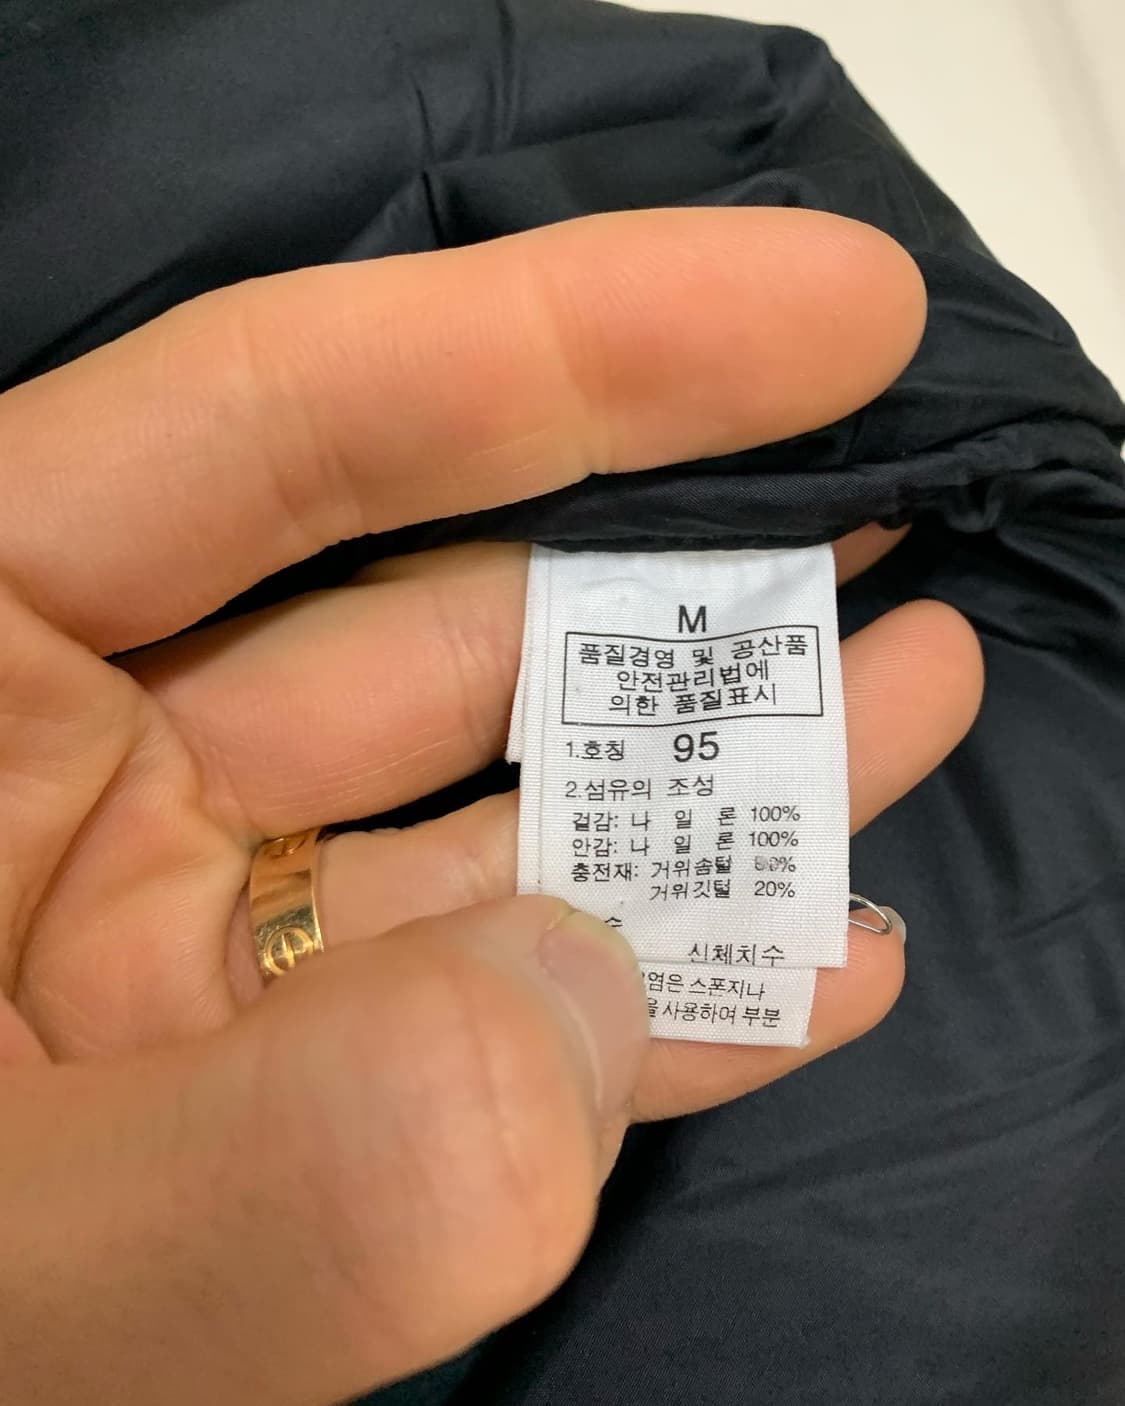 M
품질경영 및 공산품
안전관리법에
의한 품질표시
1.호칭 95
2.섬유의 조성
겉감: 나 일 론 100%
안감: 나 일 론 100%
충전재: 거위솜털
거위깃털 20%
수
신체치수
염은 스폰지나
을 사용하여 부분